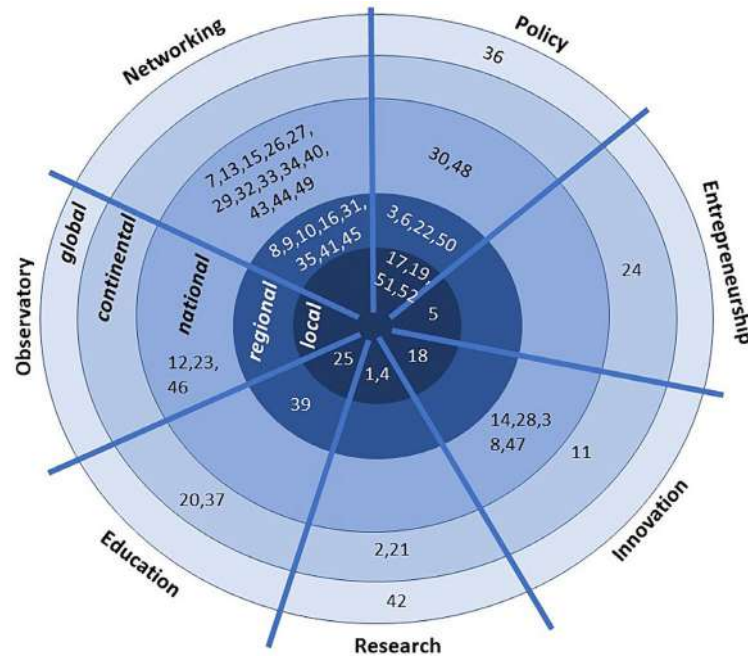 Networking
Policy
Entrepreneurship
Innovation
Research
Education
Observatory
global
continental
national
regional
local
36
30,48
3,6,22,50
17,19,
51,52
24
5
18
14,28,3
8,47
11
1,4
2,21
42
25
39
20,37
12,23,
46
7,13,15,26,27,
29,32,33,34,40,
43,44,49
8,9,10,16,31,
35,41,45